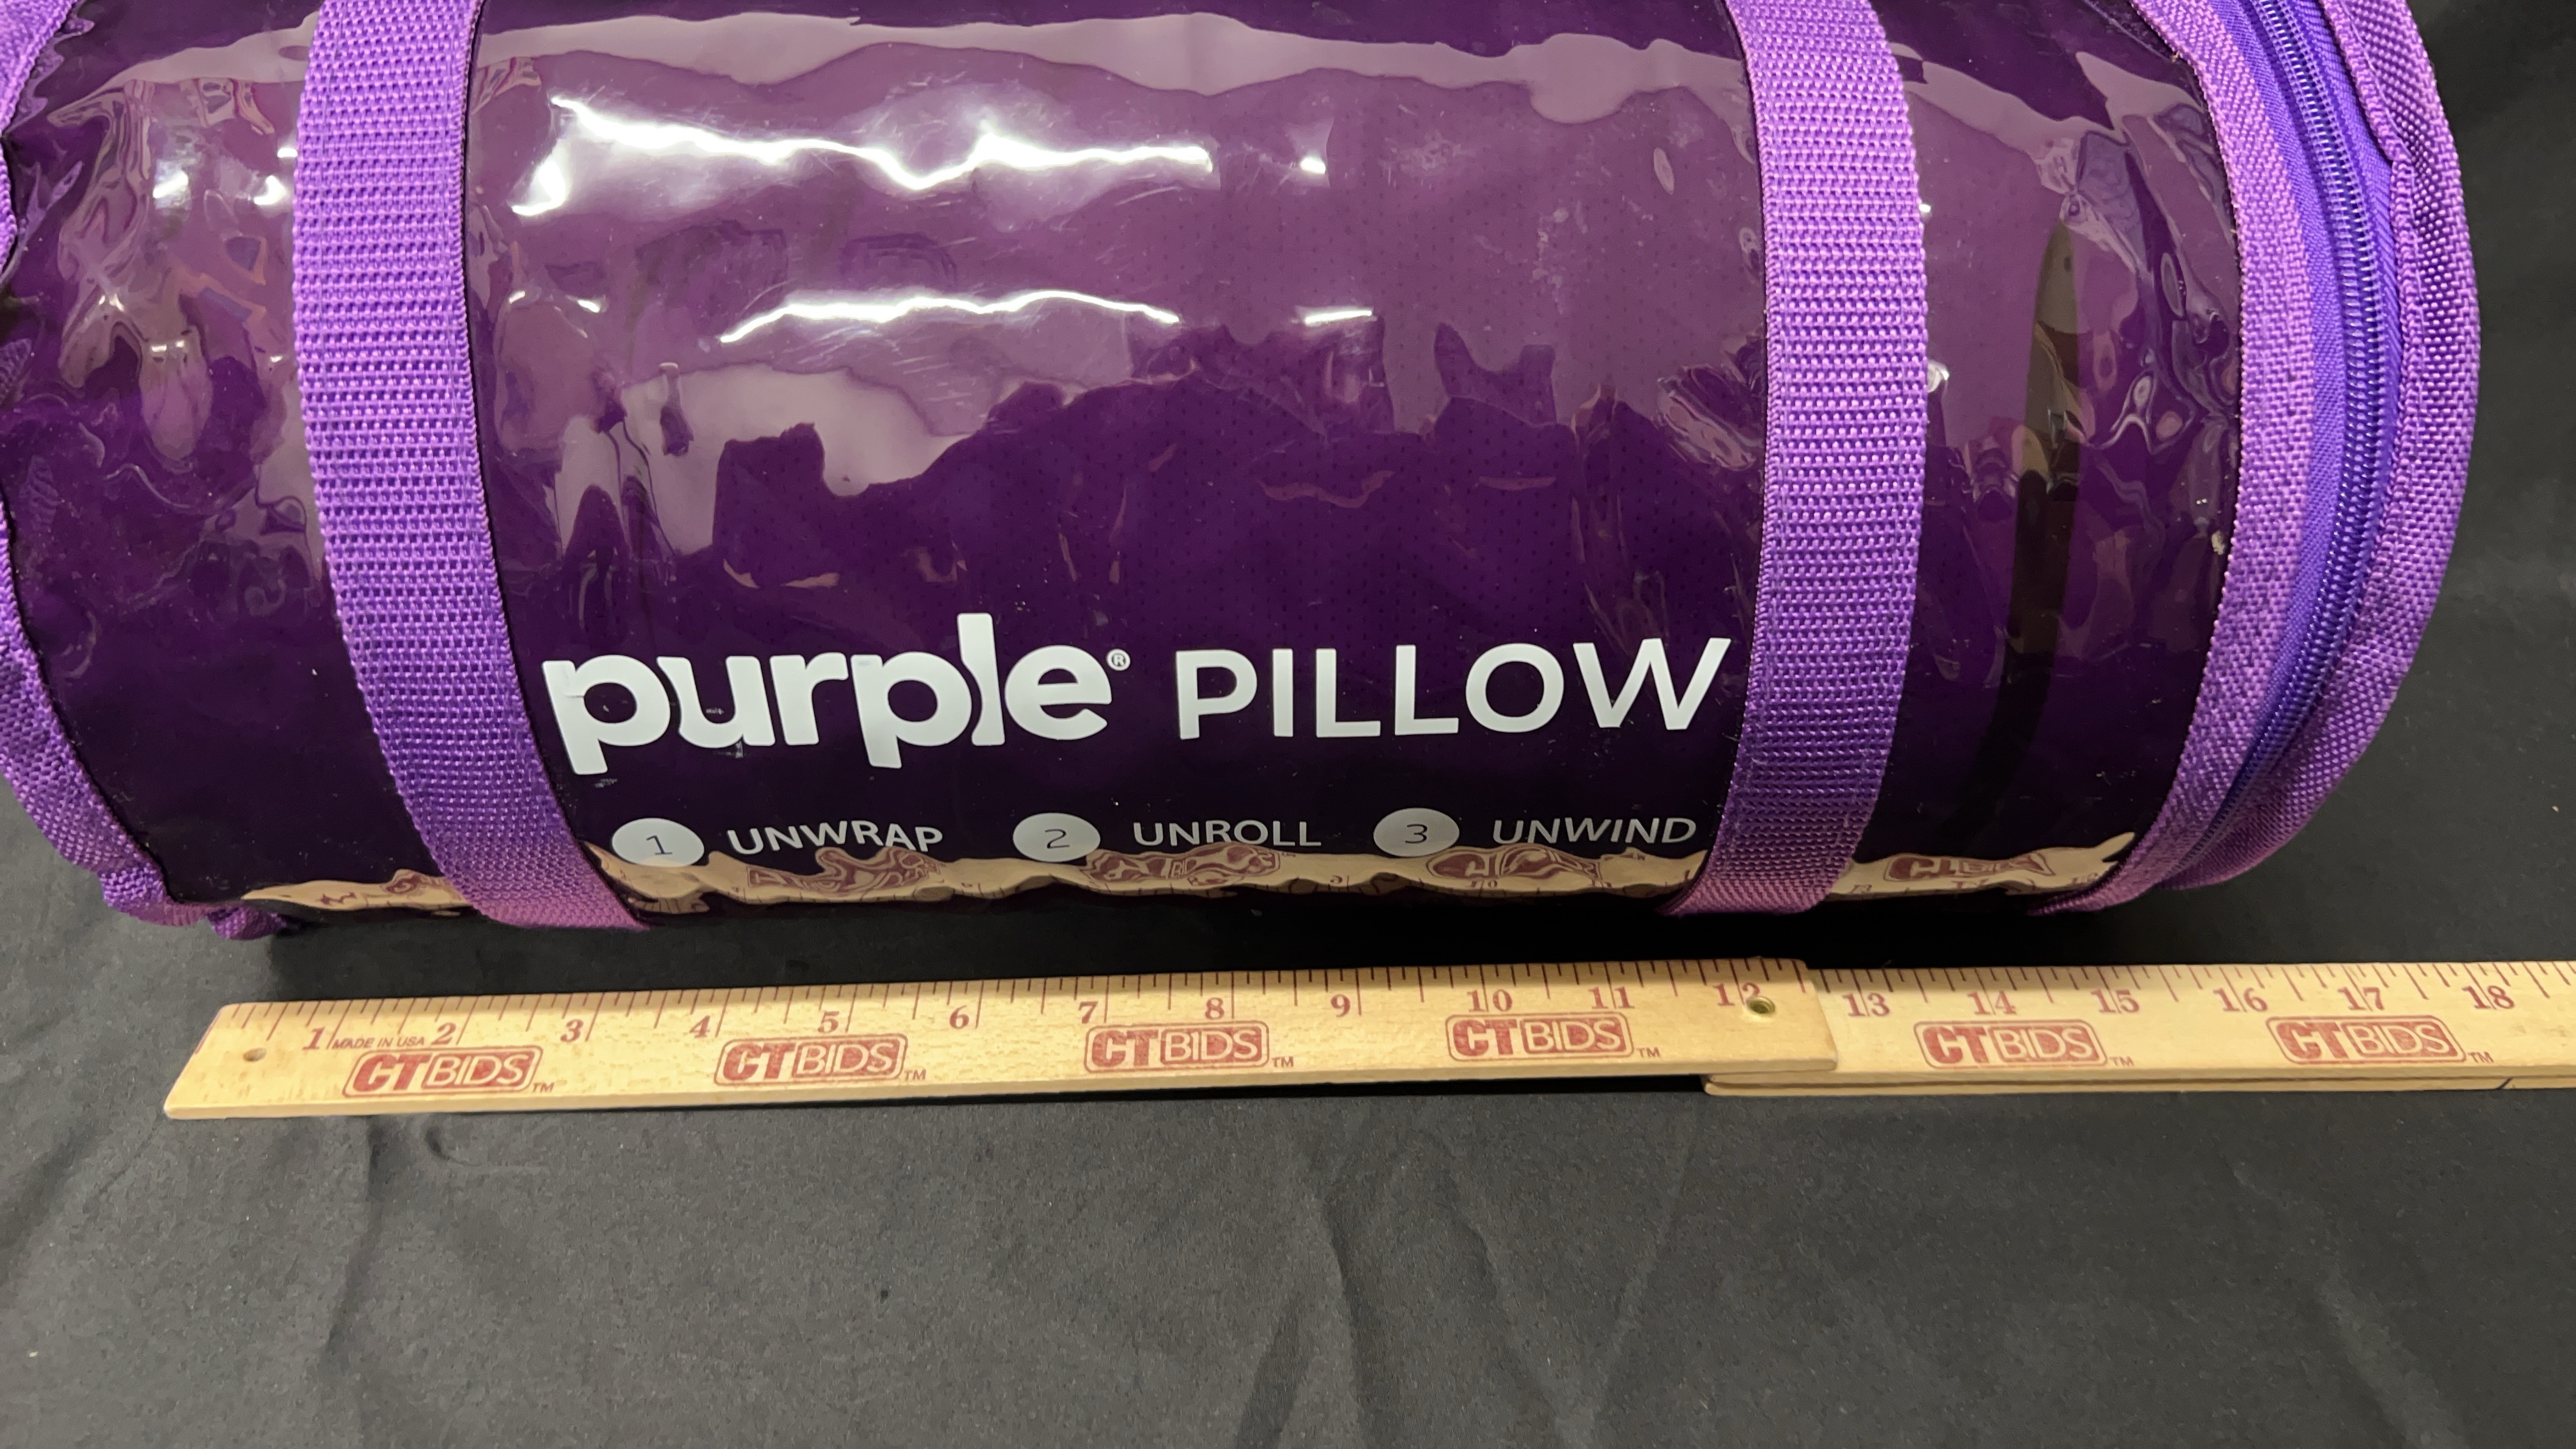 purple® PILLOW
1 UNWRAP 2 UNROLL 3 UNWIND
1 2 3 4 5 6 7 8 9 10 11 12 13 14 15 16 17 18
MADE IN USA
CTBIDS™ CTBIDS™ CTBIDS™ CTBIDS™ CTBIDS™ CTBIDS™